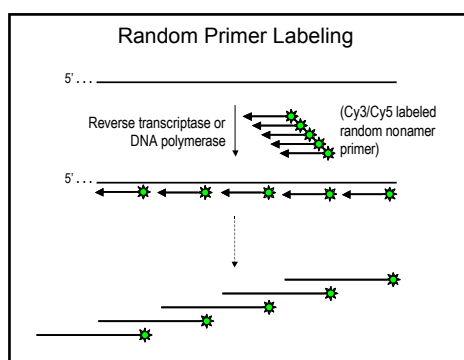 Random Primer Labeling
5' . . .
Reverse transcriptase or
DNA polymerase
(Cy3/Cy5 labeled
random nonamer
primer)
5' . . .